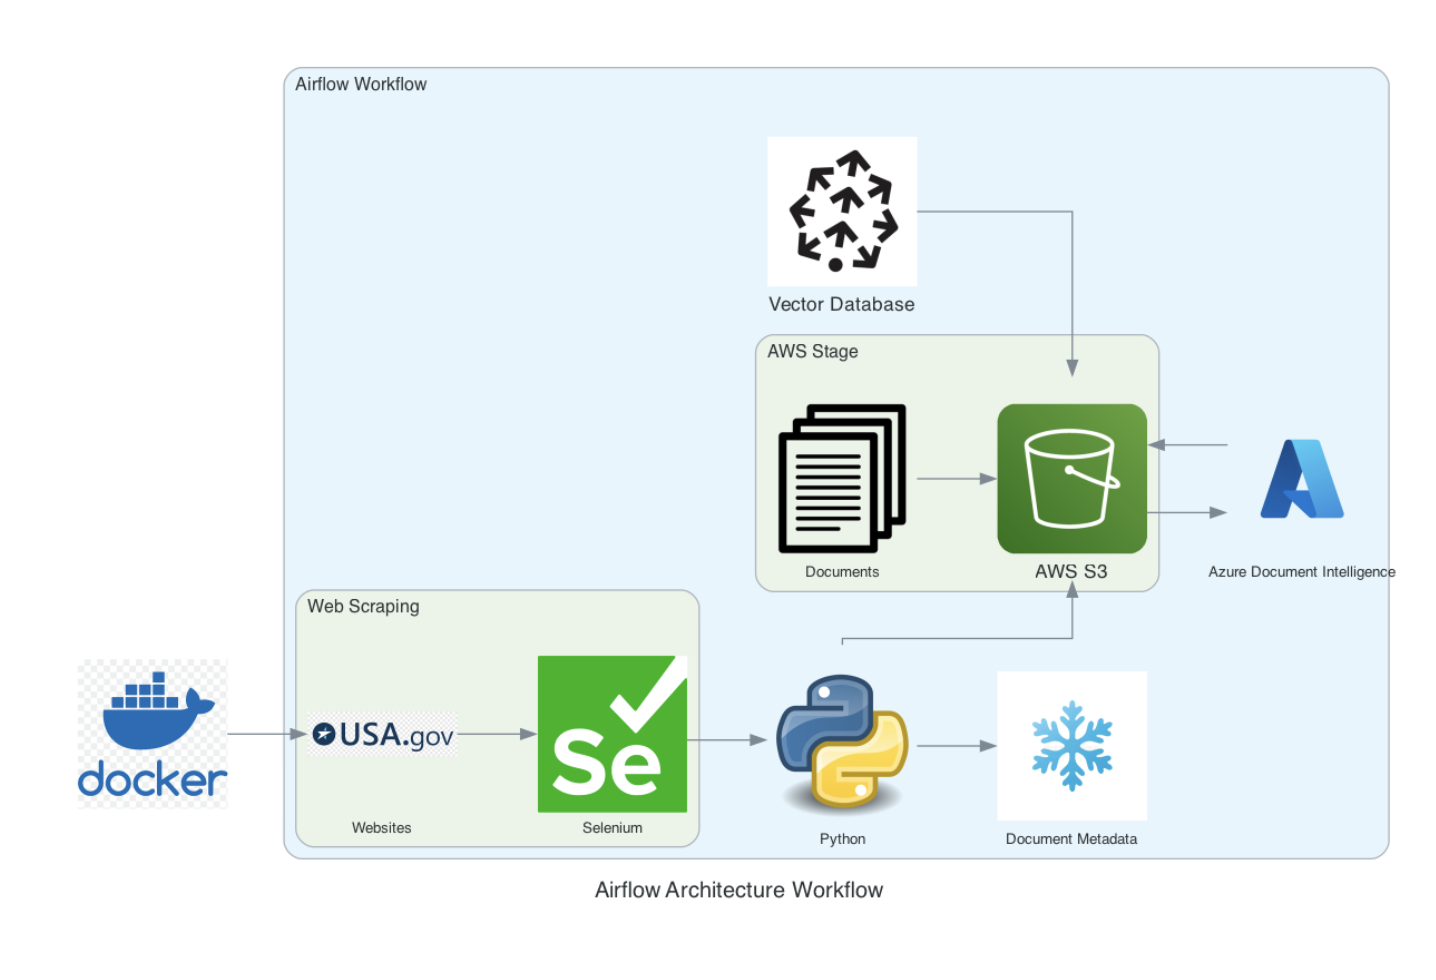 Airflow Workflow
Vector Database
AWS Stage
Documents
AWS S3
Azure Document Intelligence
Web Scraping
docker
USA.gov
Websites
Se
Selenium
Python
Document Metadata
Airflow Architecture Workflow